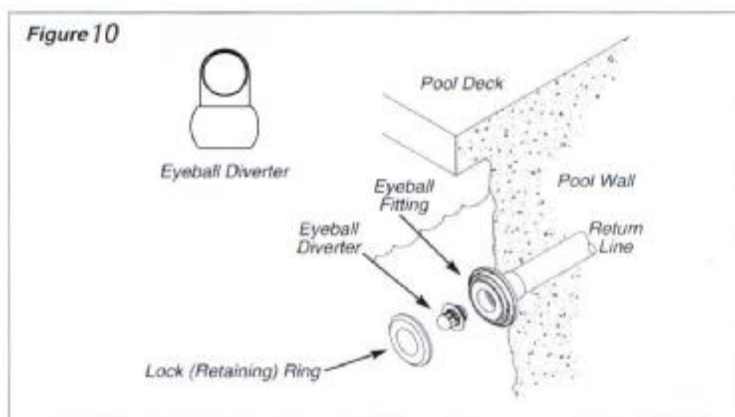 Figure 10
Pool Deck
Eyeball Diverter
Pool Wall
Eyeball
Fitting
Eyeball
Diverter
Return
Line
Lock (Retaining) Ring